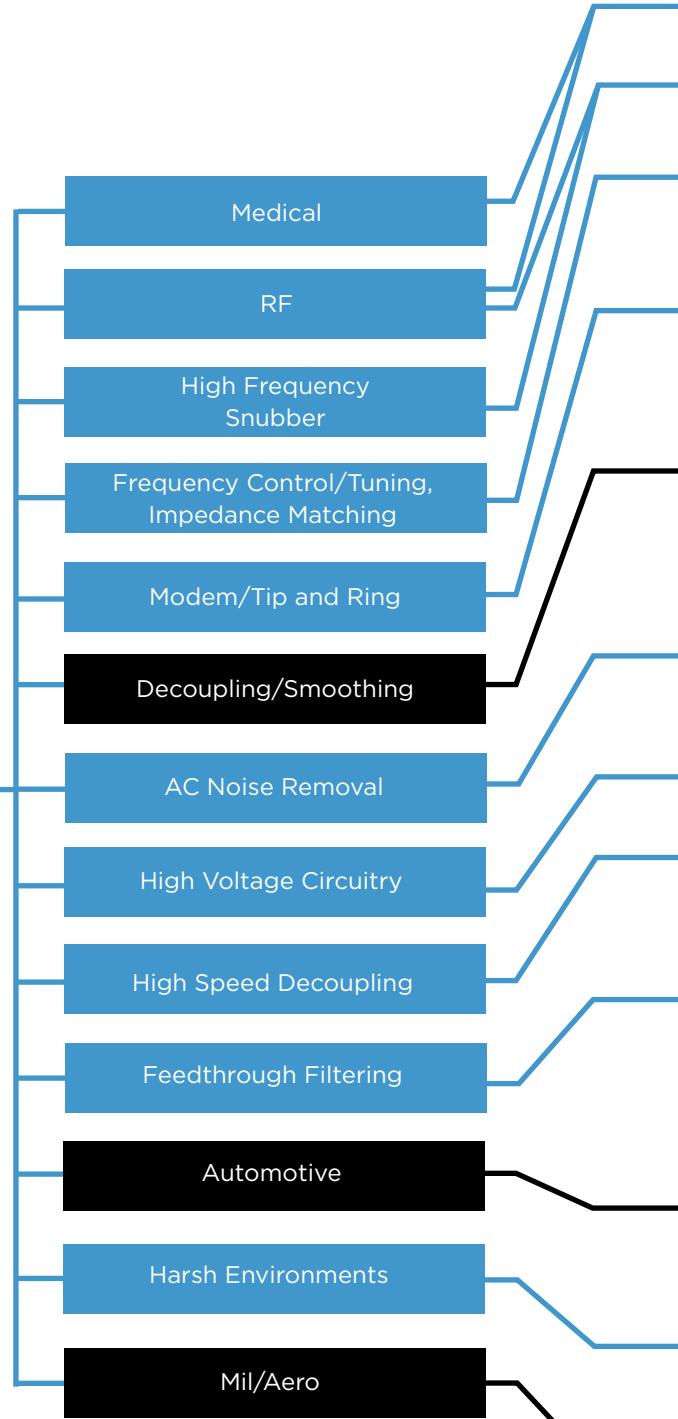 Medical
RF
High Frequency
Snubber
Frequency Control/Tuning,
Impedance Matching
Modem/Tip and Ring
Decoupling/Smoothing
AC Noise Removal
High Voltage Circuitry
High Speed Decoupling
Feedthrough Filtering
Automotive
Harsh Environments
Mil/Aero